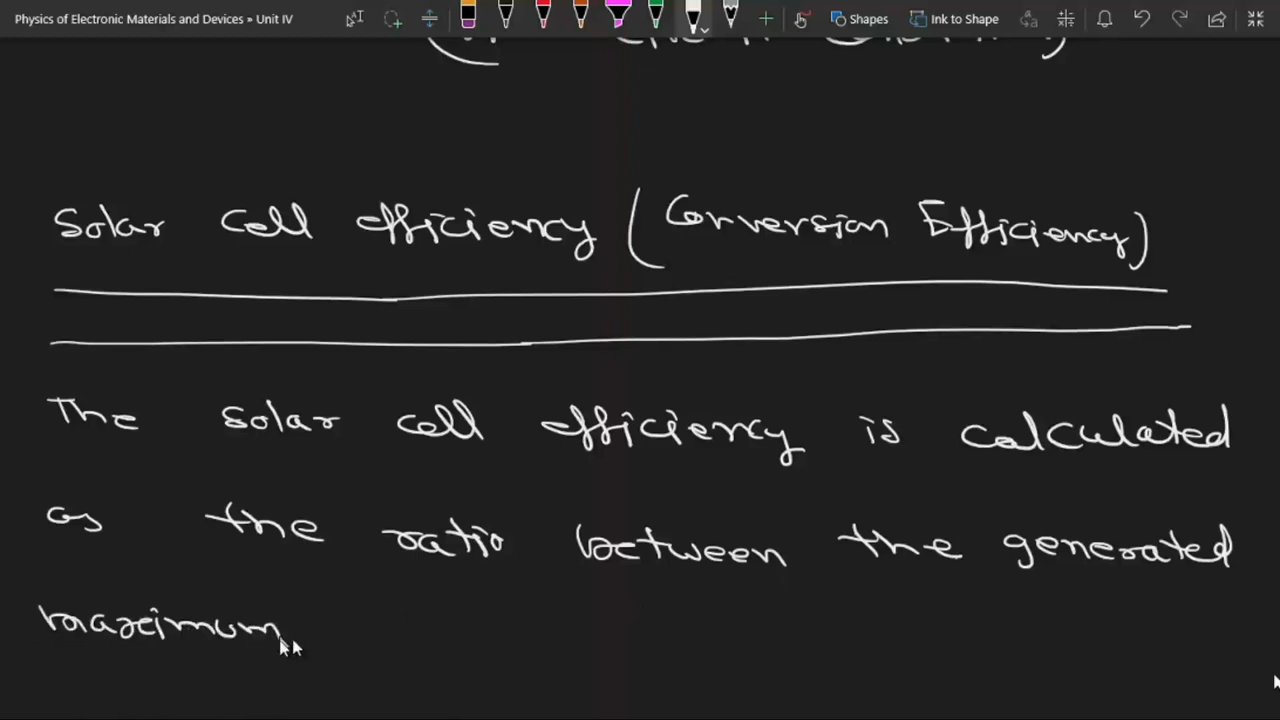 Physics of Electronic Materials and Devices » Unit IV
Shapes
Ink to Shape
Solar cell efficiency (Conversion Efficiency)
The solar cell efficiency is calculated
as the ratio between the generated
maximum